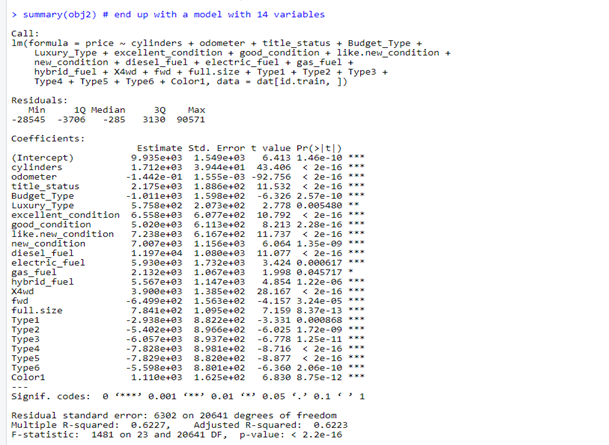 > summary(obj2) # end up with a model with 14 variables
Call:
lm(formula = price ~ cylinders + odometer + title_status + Budget_Type +
Luxury_Type + excellent_condition + good_condition + like.new_condition +
new_condition + diesel_fuel + electric_fuel + gas_fuel +
hybrid_fuel + X4wd + fwd + full.size + Type1 + Type2 + Type3 +
Type4 + Type5 + Type6 + Color1, data = dat[id.train, ])
Residuals:
Min 1Q Median 3Q Max
-28545 -3706 -285 3130 90571
Coefficients:
Estimate Std. Error t value Pr(>|t|)
(Intercept) 9.935e+03 1.549e+03 6.413 1.46e-10 ***
cylinders 1.712e+03 3.944e+01 43.406 < 2e-16 ***
odometer -1.442e-01 1.555e-03 -92.756 < 2e-16 ***
title_status 2.175e+03 1.886e+02 11.532 < 2e-16 ***
Budget_Type -1.011e+03 1.598e+02 -6.326 2.57e-10 ***
Luxury_Type 5.758e+02 2.073e+02 2.778 0.005480 **
excellent_condition 6.558e+03 6.077e+02 10.792 < 2e-16 ***
good_condition 5.020e+03 6.113e+02 8.213 2.28e-16 ***
like.new_condition 7.238e+03 6.167e+02 11.737 < 2e-16 ***
new_condition 7.007e+03 1.156e+03 6.064 1.35e-09 ***
diesel_fuel 1.197e+04 1.080e+03 11.077 < 2e-16 ***
electric_fuel 5.930e+03 1.732e+03 3.424 0.000617 ***
gas_fuel 2.132e+03 1.067e+03 1.998 0.045717 *
hybrid_fuel 5.567e+03 1.147e+03 4.854 1.22e-06 ***
X4wd 3.900e+03 1.385e+02 28.167 < 2e-16 ***
fwd -6.499e+02 1.563e+02 -4.157 3.24e-05 ***
full.size 7.841e+02 1.095e+02 7.159 8.37e-13 ***
Type1 -2.938e+03 8.822e+02 -3.331 0.000868 ***
Type2 -5.402e+03 8.966e+02 -6.025 1.72e-09 ***
Type3 -6.057e+03 8.937e+02 -6.778 1.25e-11 ***
Type4 -7.828e+03 8.981e+02 -8.716 < 2e-16 ***
Type5 -7.829e+03 8.820e+02 -8.877 < 2e-16 ***
Type6 -5.598e+03 8.801e+02 -6.360 2.06e-10 ***
Color1 1.110e+03 1.625e+02 6.830 8.75e-12 ***
---
Signif. codes: 0 ‘***’ 0.001 ‘**’ 0.01 ‘*’ 0.05 ‘.’ 0.1 ‘ ’ 1
Residual standard error: 6302 on 20641 degrees of freedom
Multiple R-squared: 0.6227, Adjusted R-squared: 0.6223
F-statistic: 1481 on 23 and 20641 DF, p-value: < 2.2e-16